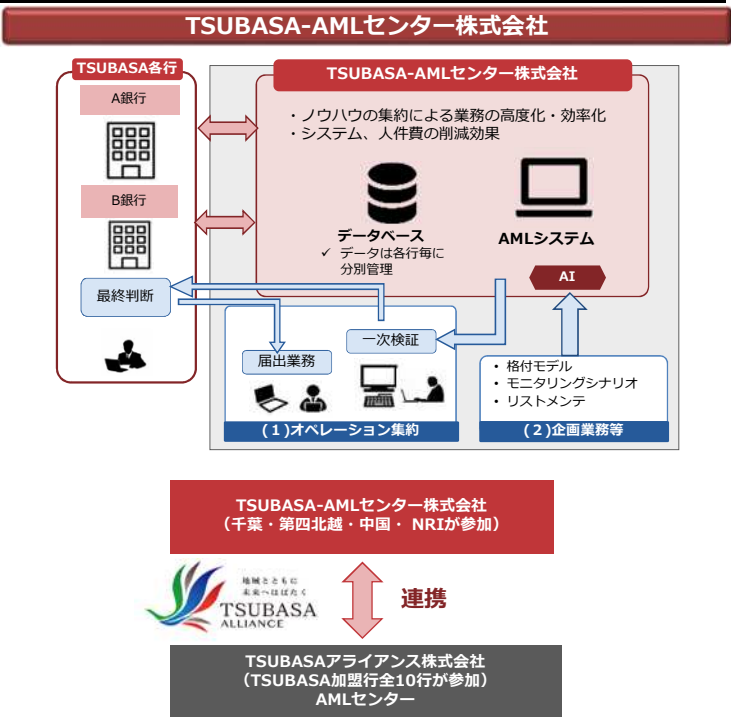 TSUBASA-AMLセンター株式会社
TSUBASA各行
A銀行
B銀行
最終判断
TSUBASA-AMLセンター株式会社
・ノウハウの集約による業務の高度化・効率化
・システム、人件費の削減効果
データベース
✓ データは各行毎に
分別管理
AMLシステム
AI
一次検証
届出業務
(１)オペレーション集約
• 格付モデル
• モニタリングシナリオ
• リストメンテ
(２)企画業務等
TSUBASA-AMLセンター株式会社
（千葉・第四北越・中国・ NRIが参加）
地域とともに
未来へはばたく
TSUBASA
ALLIANCE
連携
TSUBASAアライアンス株式会社
（TSUBASA加盟行全10行が参加）
AMLセンター